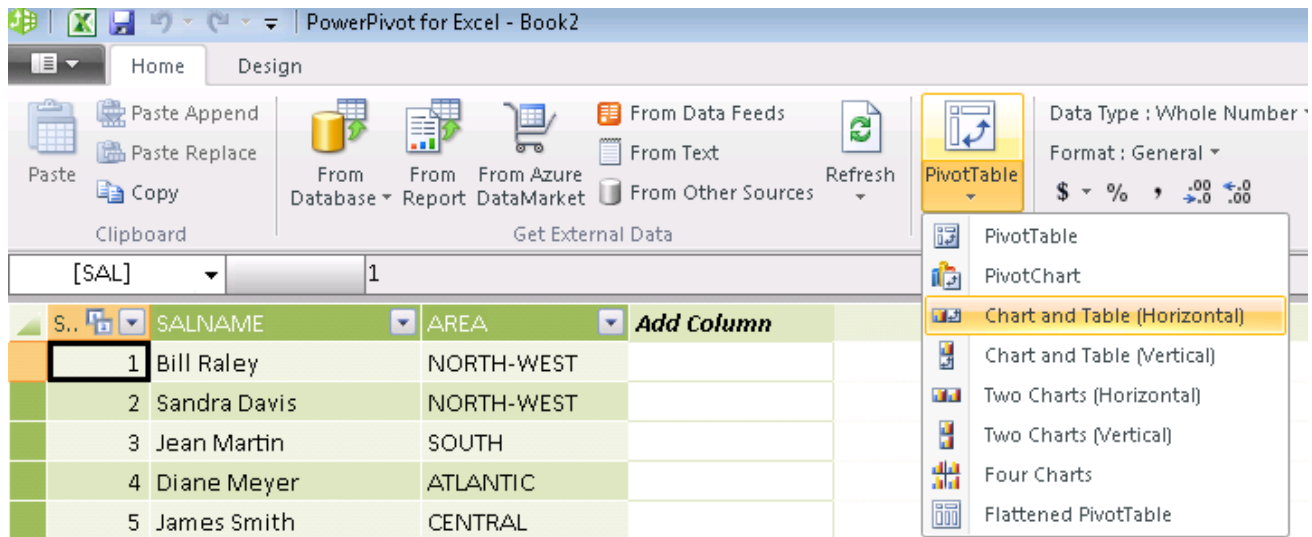 PowerPivot for Excel - Book2
Home Design
Paste Append
Paste Replace
Copy
Paste
Clipboard
From Database
From Report
From Azure DataMarket
From Data Feeds
From Text
From Other Sources
Get External Data
Refresh
PivotTable
Data Type : Whole Number
Format : General
$ % , .00 .0 .0 .00
PivotTable
PivotChart
Chart and Table (Horizontal)
Chart and Table (Vertical)
Two Charts (Horizontal)
Two Charts (Vertical)
Four Charts
Flattened PivotTable
[SAL] 1
S.. SALNAME AREA Add Column
1 Bill Raley NORTH-WEST
2 Sandra Davis NORTH-WEST
3 Jean Martin SOUTH
4 Diane Meyer ATLANTIC
5 James Smith CENTRAL